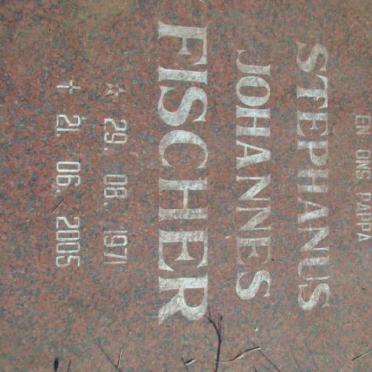 EN ONS PAPPA
STEPHANUS
JOHANNES
FISCHER
☆ 29. 08. 1971
† 21. 06. 2005